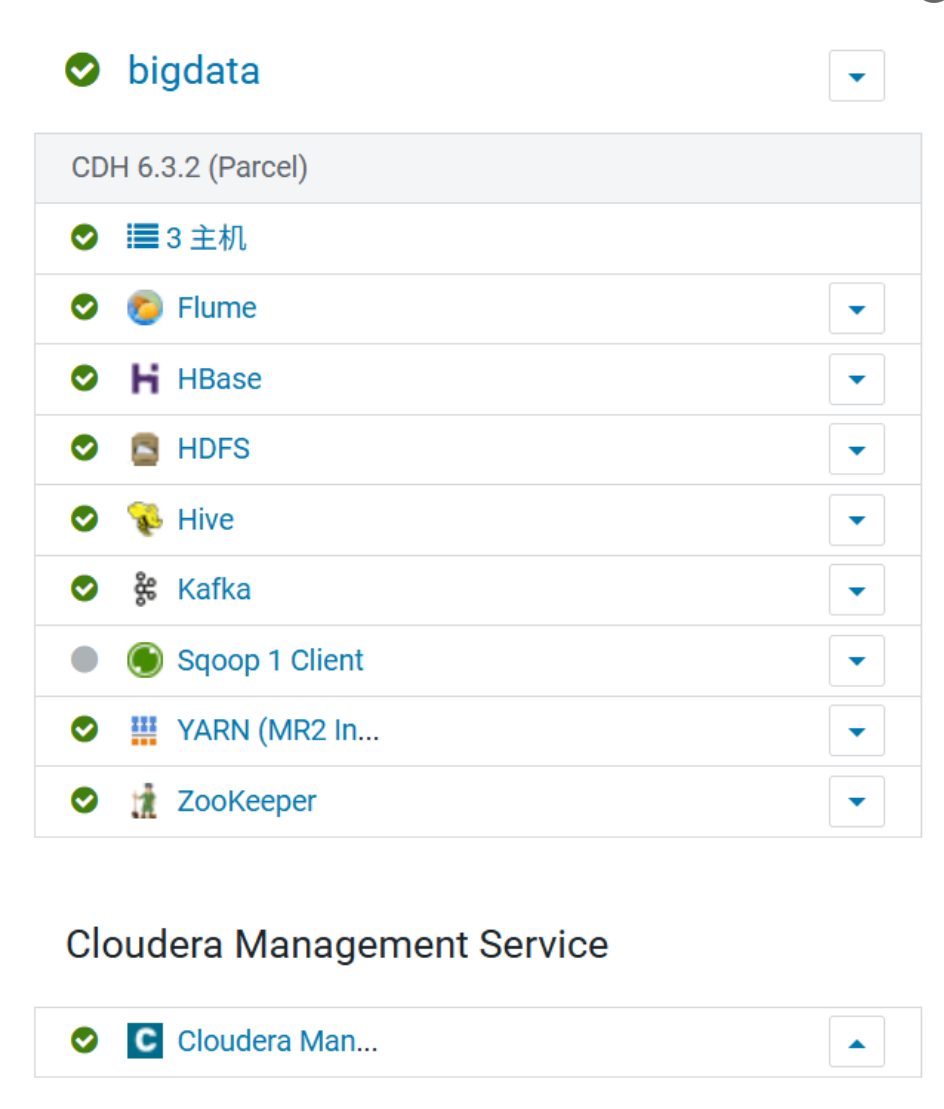 bigdata
CDH 6.3.2 (Parcel)
3 主机
Flume
HBase
HDFS
Hive
Kafka
Sqoop 1 Client
YARN (MR2 In...
ZooKeeper
Cloudera Management Service
C Cloudera Man...